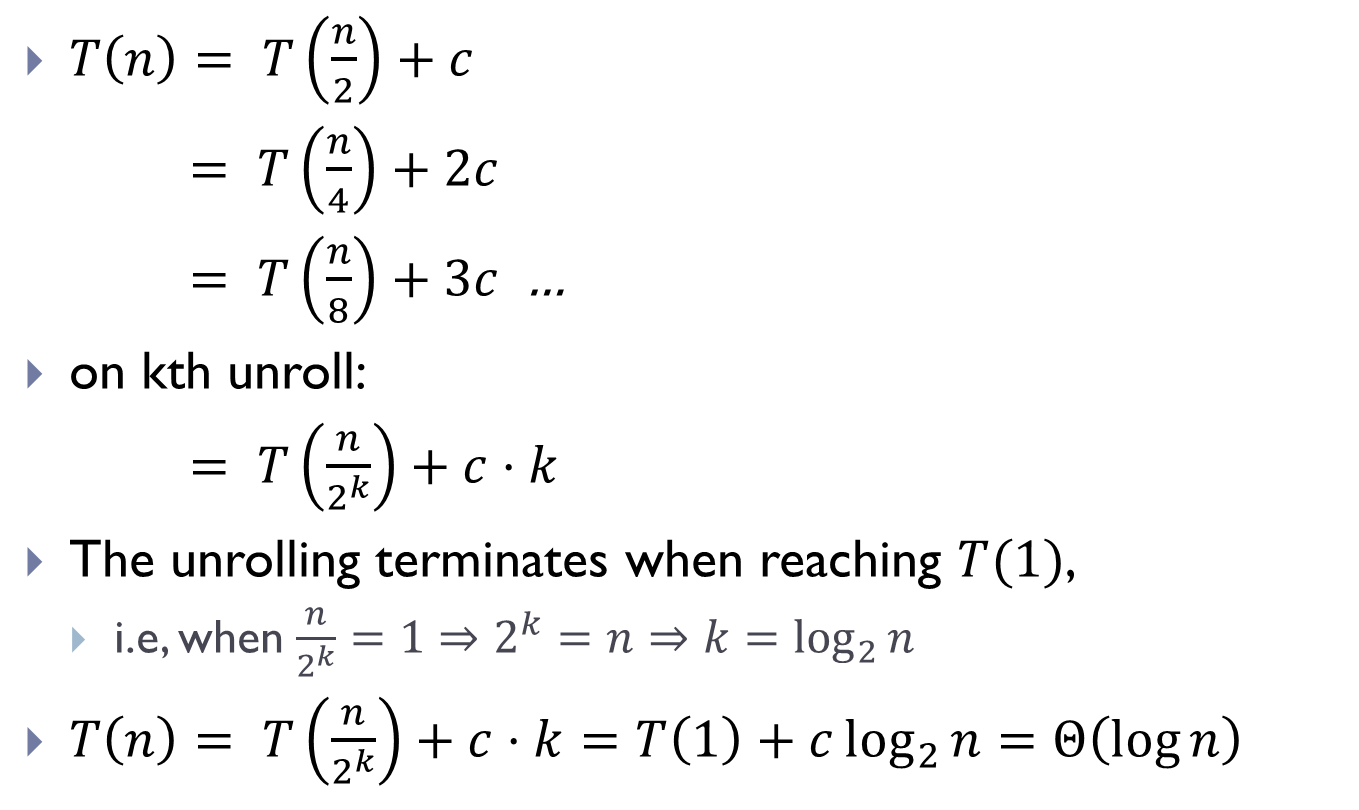 T(n) = T(n/2) + c
= T(n/4) + 2c
= T(n/8) + 3c ...
on kth unroll:
= T(n/2^k) + c · k
The unrolling terminates when reaching T(1),
i.e, when n/2^k = 1 ⇒ 2^k = n ⇒ k = log₂ n
T(n) = T(n/2^k) + c · k = T(1) + c log₂ n = Θ(log n)